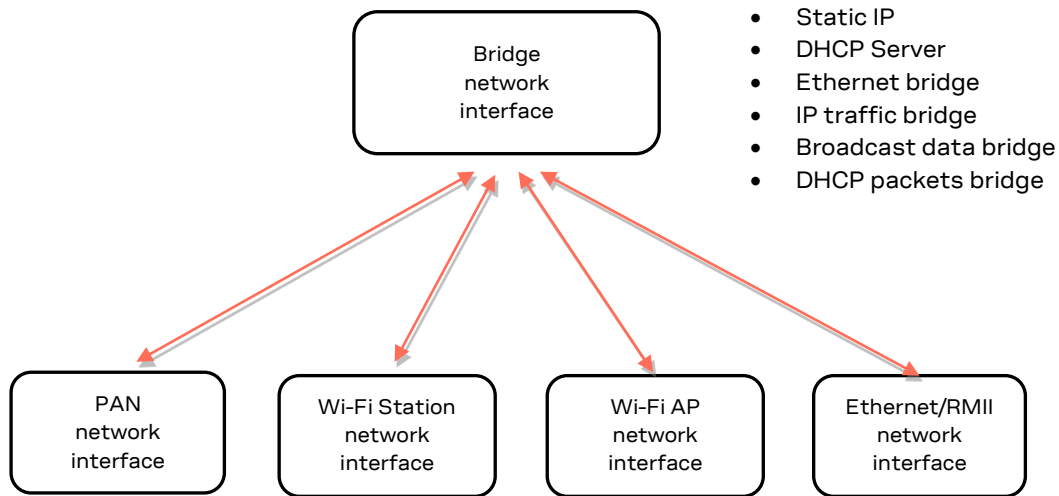 Bridge
network
interface
• Static IP
• DHCP Server
• Ethernet bridge
• IP traffic bridge
• Broadcast data bridge
• DHCP packets bridge
PAN
network
interface
Wi-Fi Station
network
interface
Wi-Fi AP
network
interface
Ethernet/RMII
network
interface